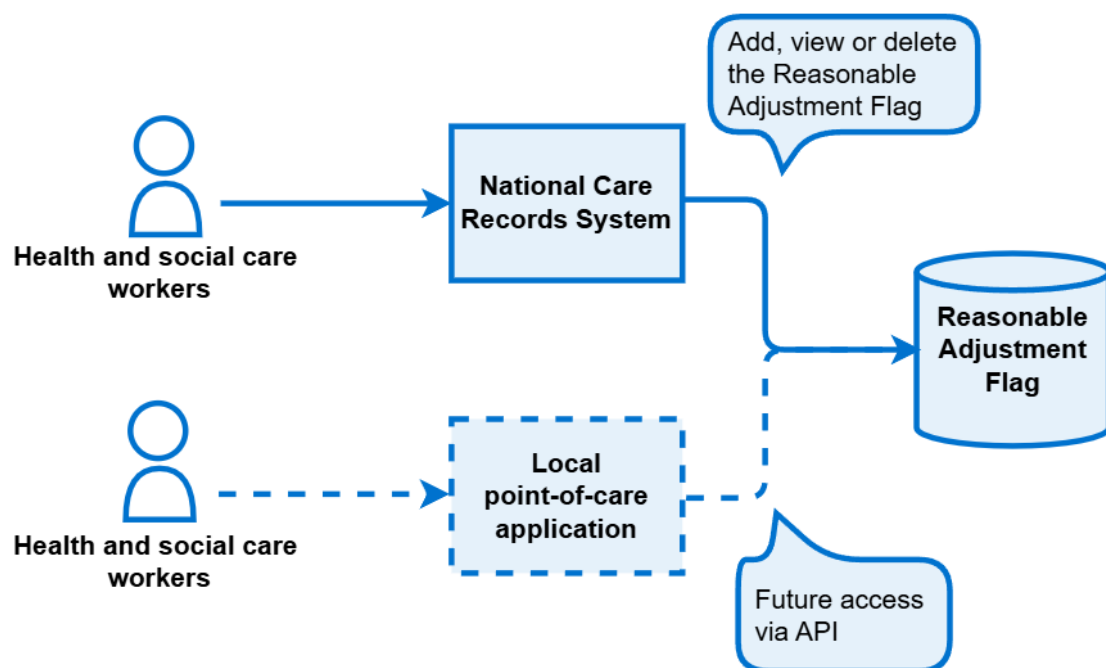 Add, view or delete
the Reasonable
Adjustment Flag
National Care
Records System
Health and social care
workers
Reasonable
Adjustment
Flag
Local
point-of-care
application
Health and social care
workers
Future access
via API